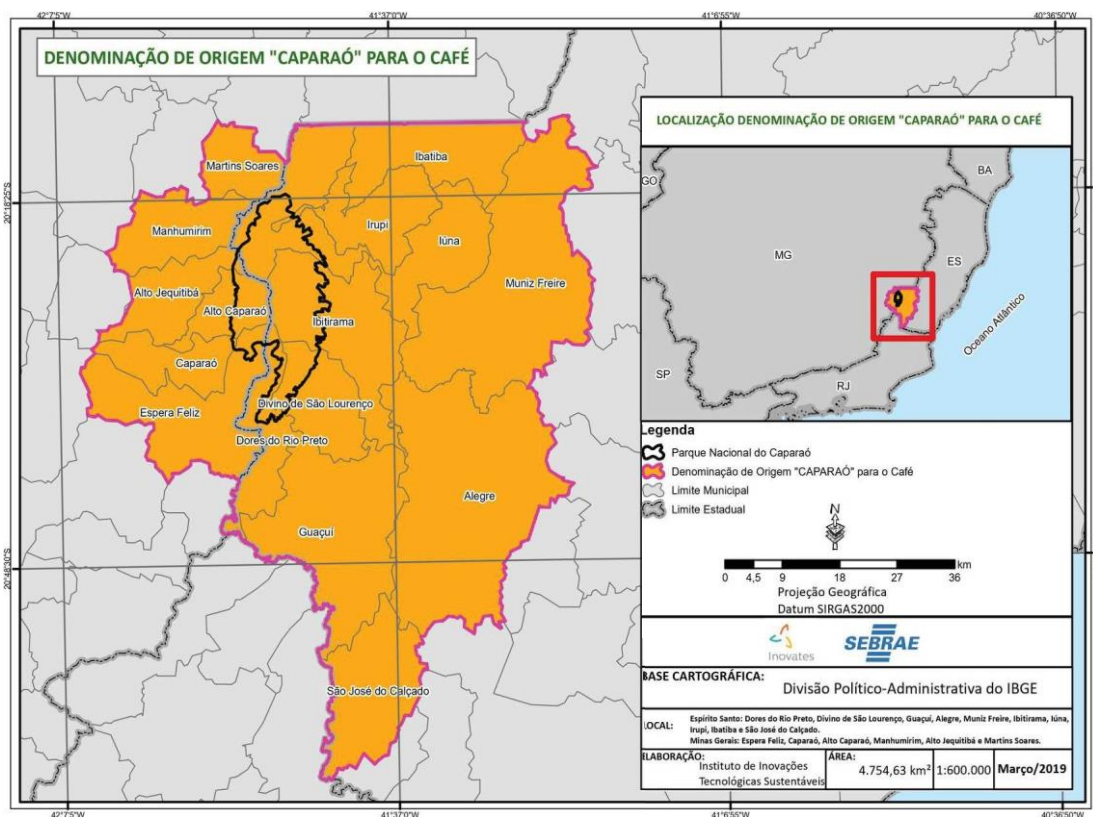 42°7'5"O
41°37'0"O
41°6'55"O
40°36'50"O
DENOMINAÇÃO DE ORIGEM "CAPARAÓ" PARA O CAFÉ
20°18'25"S
20°48'30"S
Martins Soares
Ibatiba
Manhumirim
Irupi
Iúna
Muniz Freire
Alto Jequitibá
Alto Caparaó
Ibitirama
Caparaó
Espera Feliz
Divino de São Lourenço
Dores do Rio Preto
Alegre
Guaçuí
São José do Calçado
LOCALIZAÇÃO DENOMINAÇÃO DE ORIGEM "CAPARAÓ" PARA O CAFÉ
GO
BA
MG
ES
SP
RJ
Oceano Atlântico
Legenda
Parque Nacional do Caparaó
Denominação de Origem "CAPARAÓ" para o Café
Limite Municipal
Limite Estadual
N
0 4,5 9 18 27 36 km
Projeção Geográfica
Datum SIRGAS2000
Inovates
SEBRAE
BASE CARTOGRÁFICA:
Divisão Político-Administrativa do IBGE
LOCAL:
Espírito Santo: Dores do Rio Preto, Divino de São Lourenço, Guaçuí, Alegre, Muniz Freire, Ibitirama, Iúna,
Irupi, Ibatiba e São José do Calçado.
Minas Gerais: Espera Feliz, Caparaó, Alto Caparaó, Manhumirim, Alto Jequitibá e Martins Soares.
ELABORAÇÃO:
Instituto de Inovações
Tecnológicas Sustentáveis
ÁREA:
4.754,63 km²
1:600.000
Março/2019
42°7'5"O
41°37'0"O
41°6'55"O
40°36'50"O